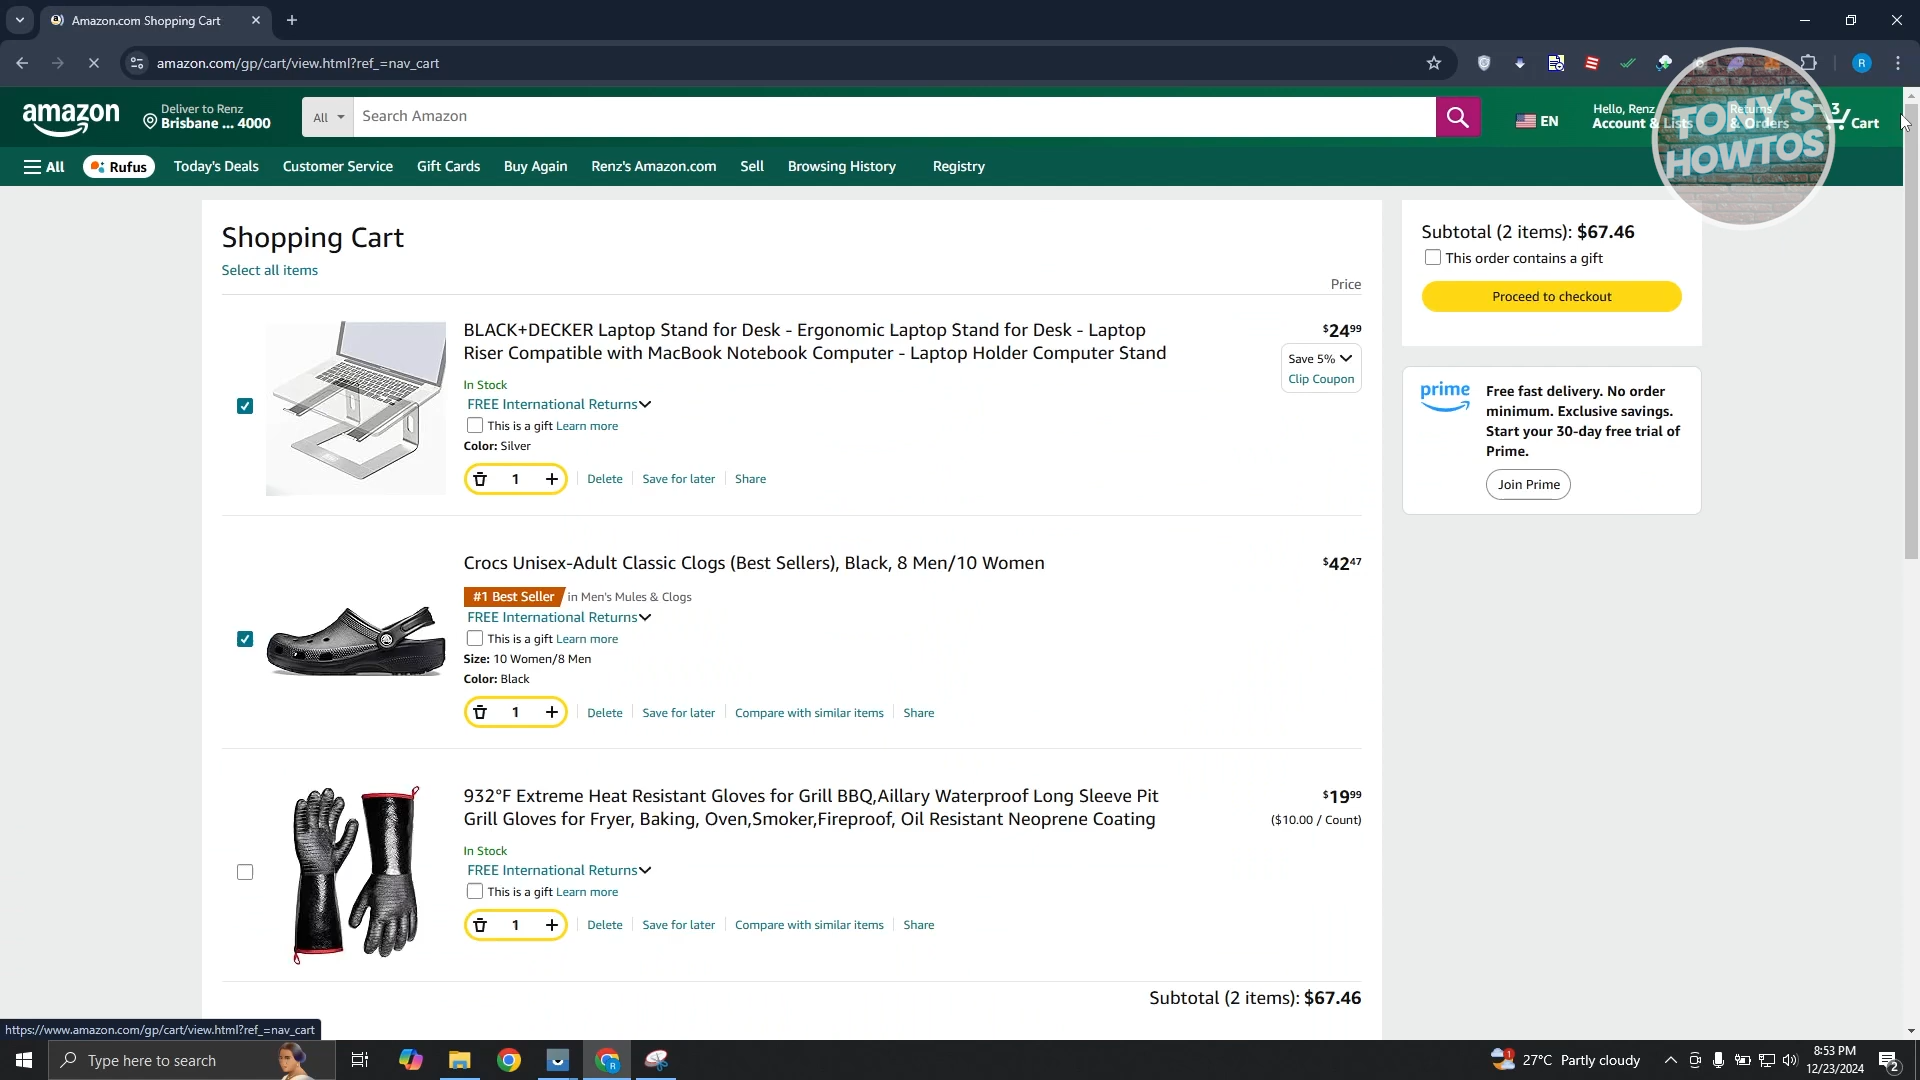 Amazon.com Shopping Cart
amazon.com/gp/cart/view.html?ref_=nav_cart
R
amazon
Deliver to Renz
Brisbane ... 4000
All
Search Amazon
EN
Hello, Renz
Account & Lists
Returns
& Orders
3
Cart
TONY'S
HOWTOS
All
Rufus
Today's Deals
Customer Service
Gift Cards
Buy Again
Renz's Amazon.com
Sell
Browsing History
Registry
Shopping Cart
Select all items
Price
BLACK+DECKER Laptop Stand for Desk - Ergonomic Laptop Stand for Desk - Laptop
Riser Compatible with MacBook Notebook Computer - Laptop Holder Computer Stand
$24.99
Save 5%
Clip Coupon
In Stock
FREE International Returns
This is a gift Learn more
Color: Silver
1
Delete
Save for later
Share
Crocs Unisex-Adult Classic Clogs (Best Sellers), Black, 8 Men/10 Women
$42.47
#1 Best Seller in Men's Mules & Clogs
FREE International Returns
This is a gift Learn more
Size: 10 Women/8 Men
Color: Black
1
Delete
Save for later
Compare with similar items
Share
932°F Extreme Heat Resistant Gloves for Grill BBQ,Aillary Waterproof Long Sleeve Pit
Grill Gloves for Fryer, Baking, Oven,Smoker,Fireproof, Oil Resistant Neoprene Coating
$19.99
($10.00 / Count)
In Stock
FREE International Returns
This is a gift Learn more
1
Delete
Save for later
Compare with similar items
Share
Subtotal (2 items): $67.46
Subtotal (2 items): $67.46
This order contains a gift
Proceed to checkout
prime
Free fast delivery. No order
minimum. Exclusive savings.
Start your 30-day free trial of
Prime.
Join Prime
https://www.amazon.com/gp/cart/view.html?ref_=nav_cart
Type here to search
27°C Partly cloudy
8:53 PM
12/23/2024
2